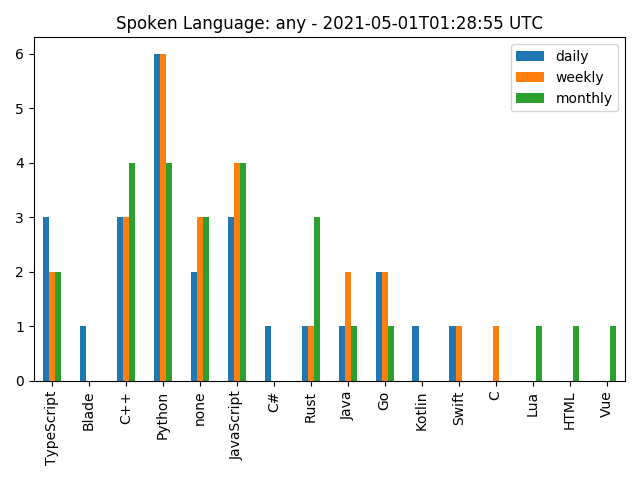 Spoken Language: any - 2021-05-01T01:28:55 UTC
daily
weekly
monthly
6
5
4
3
2
1
0
TypeScript
Blade
C++
Python
none
JavaScript
C#
Rust
Java
Go
Kotlin
Swift
C
Lua
HTML
Vue